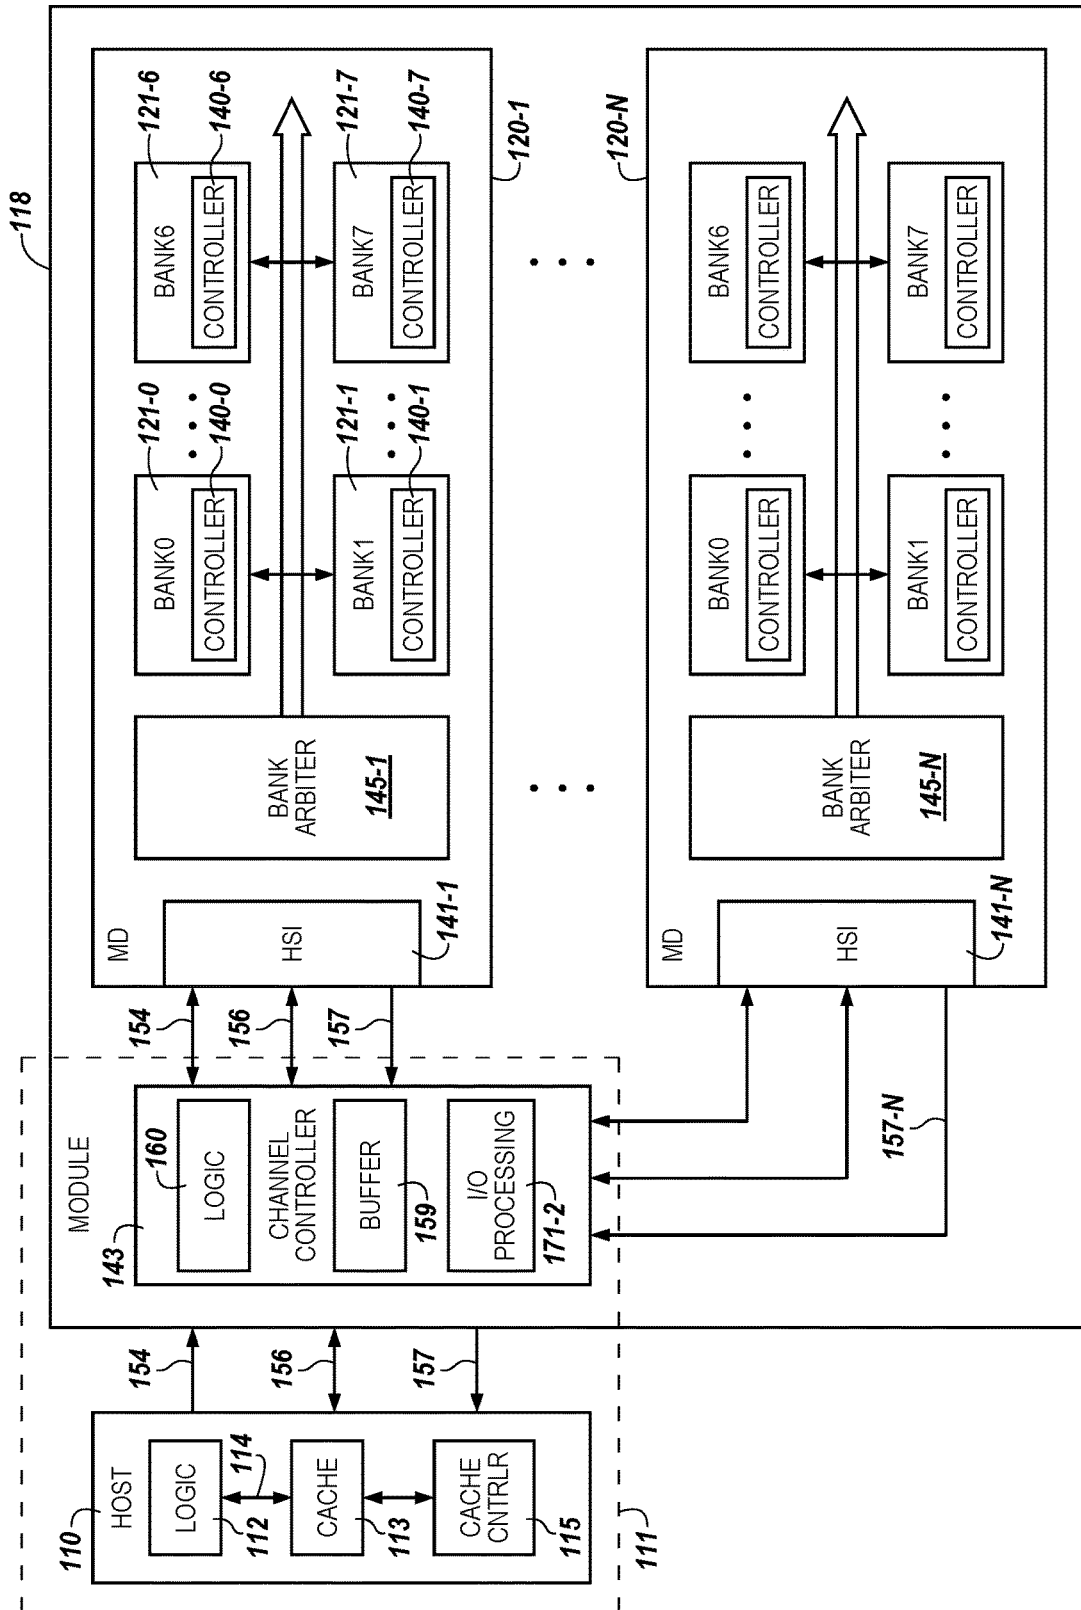 118
MD
HSI
141-1
BANK
ARBITER
145-1
BANK0
CONTROLLER
121-0
140-0
BANK1
CONTROLLER
121-1
140-1
BANK6
CONTROLLER
121-6
140-6
BANK7
CONTROLLER
121-7
140-7
120-1
MD
HSI
141-N
BANK
ARBITER
145-N
BANK0
CONTROLLER
BANK1
CONTROLLER
BANK6
CONTROLLER
BANK7
CONTROLLER
120-N
154
156
157
157-N
MODULE
143
160
LOGIC
CHANNEL
CONTROLLER
BUFFER
159
I/O
PROCESSING
171-2
154
156
157
110
HOST
LOGIC
112
114
CACHE
113
CACHE
CNTRLR
115
111